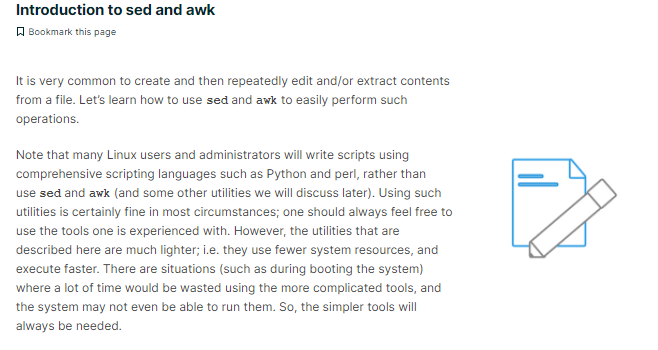 Introduction to sed and awk
Bookmark this page
It is very common to create and then repeatedly edit and/or extract contents
from a file. Let’s learn how to use sed and awk to easily perform such
operations.
Note that many Linux users and administrators will write scripts using
comprehensive scripting languages such as Python and perl, rather than
use sed and awk (and some other utilities we will discuss later). Using such
utilities is certainly fine in most circumstances; one should always feel free to
use the tools one is experienced with. However, the utilities that are
described here are much lighter; i.e. they use fewer system resources, and
execute faster. There are situations (such as during booting the system)
where a lot of time would be wasted using the more complicated tools, and
the system may not even be able to run them. So, the simpler tools will
always be needed.